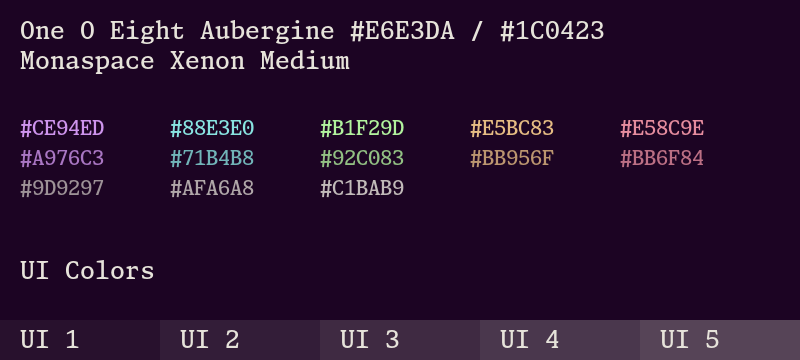 One O Eight Aubergine #E6E3DA / #1C0423
Monaspace Xenon Medium
#CE94ED #88E3E0 #B1F29D #E5BC83 #E58C9E
#A976C3 #71B4B8 #92C083 #BB956F #BB6F84
#9D9297 #AFA6A8 #C1BAB9
UI Colors
UI 1 UI 2 UI 3 UI 4 UI 5